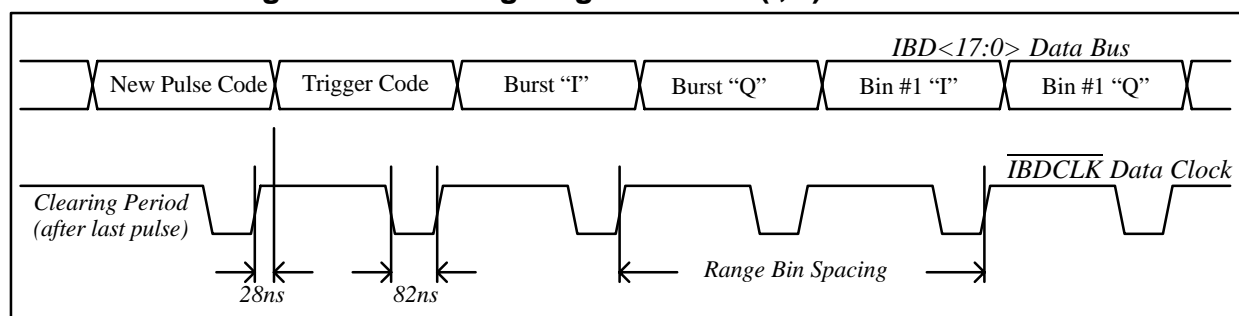 IBD<17:0> Data Bus
New Pulse Code
Trigger Code
Burst “I”
Burst “Q”
Bin #1 “I”
Bin #1 “Q”
IBDCLK Data Clock
Clearing Period
(after last pulse)
Range Bin Spacing
28ns
82ns